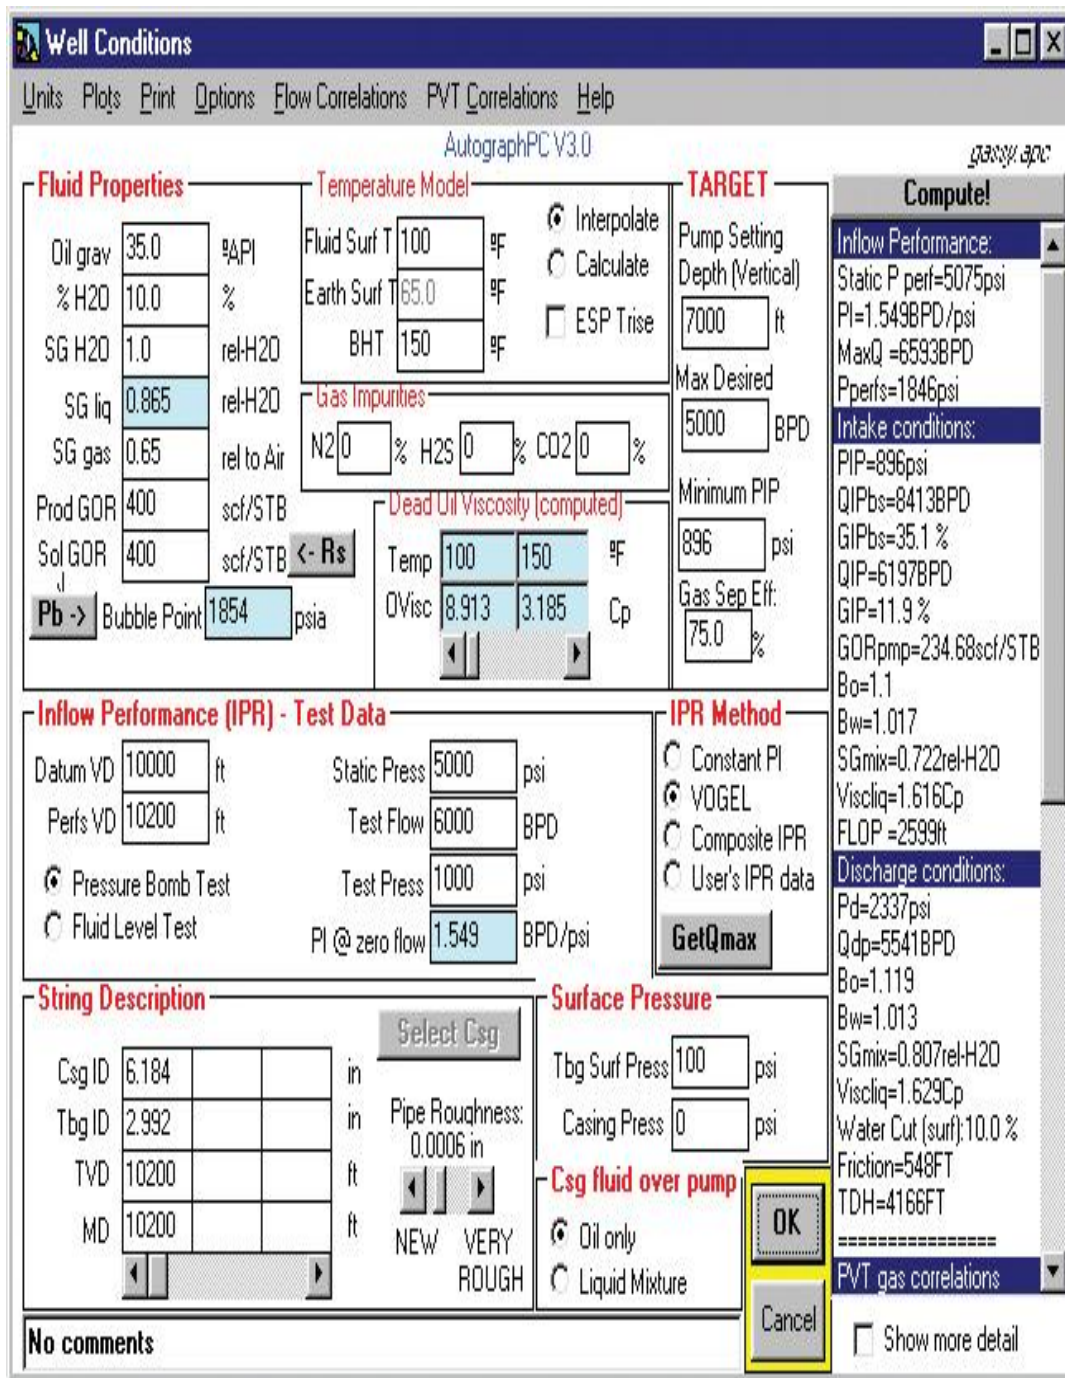 Well Conditions
Units Plots Print Options Flow Correlations PVT Correlations Help
AutographPC V3.0
gassy.apc
Fluid Properties
Oil grav 35.0 ºAPI
% H2O 10.0 %
SG H2O 1.0 rel-H2O
SG liq 0.865 rel-H2O
SG gas 0.65 rel to Air
Prod GOR 400 scf/STB
Sol GOR 400 scf/STB <- Rs
Pb -> Bubble Point 1854 psia
Temperature Model
Fluid Surf T 100 ºF
Earth Surf T 65.0 ºF
BHT 150 ºF
Interpolate
Calculate
ESP Trise
Gas Impurities
N2 0 % H2S 0 % CO2 0 %
Dead Oil Viscosity (computed)
Temp 100 150 ºF
OVisc 8.913 3.185 Cp
TARGET
Pump Setting
Depth (Vertical)
7000 ft
Max Desired
5000 BPD
Minimum PIP
896 psi
Gas Sep Eff:
75.0 %
Inflow Performance (IPR) - Test Data
Datum VD 10000 ft
Perfs VD 10200 ft
Pressure Bomb Test
Fluid Level Test
Static Press 5000 psi
Test Flow 6000 BPD
Test Press 1000 psi
PI @ zero flow 1.549 BPD/psi
IPR Method
Constant PI
VOGEL
Composite IPR
User's IPR data
GetQmax
String Description
Select Csg
Csg ID 6.184 in
Tbg ID 2.992 in
TVD 10200 ft
MD 10200 ft
Pipe Roughness:
0.0006 in
NEW VERY
ROUGH
Surface Pressure
Tbg Surf Press 100 psi
Casing Press 0 psi
Csg fluid over pump
Oil only
Liquid Mixture
OK
Cancel
Compute!
Inflow Performance:
Static P perf=5075psi
PI=1.549BPD/psi
MaxQ =6593BPD
Pperfs=1846psi
Intake conditions:
PIP=896psi
QIPbs=8413BPD
GIPbs=35.1 %
QIP=6197BPD
GIP=11.9 %
GORpmp=234.68scf/STB
Bo=1.1
Bw=1.017
SGmix=0.722rel-H2O
Viscliq=1.616Cp
FLOP =2599ft
Discharge conditions:
Pd=2337psi
Qdp=5541BPD
Bo=1.119
Bw=1.013
SGmix=0.807rel-H2O
Viscliq=1.629Cp
Water Cut (surf):10.0 %
Friction=548FT
TDH=4166FT
================
PVT gas correlations
Show more detail
No comments